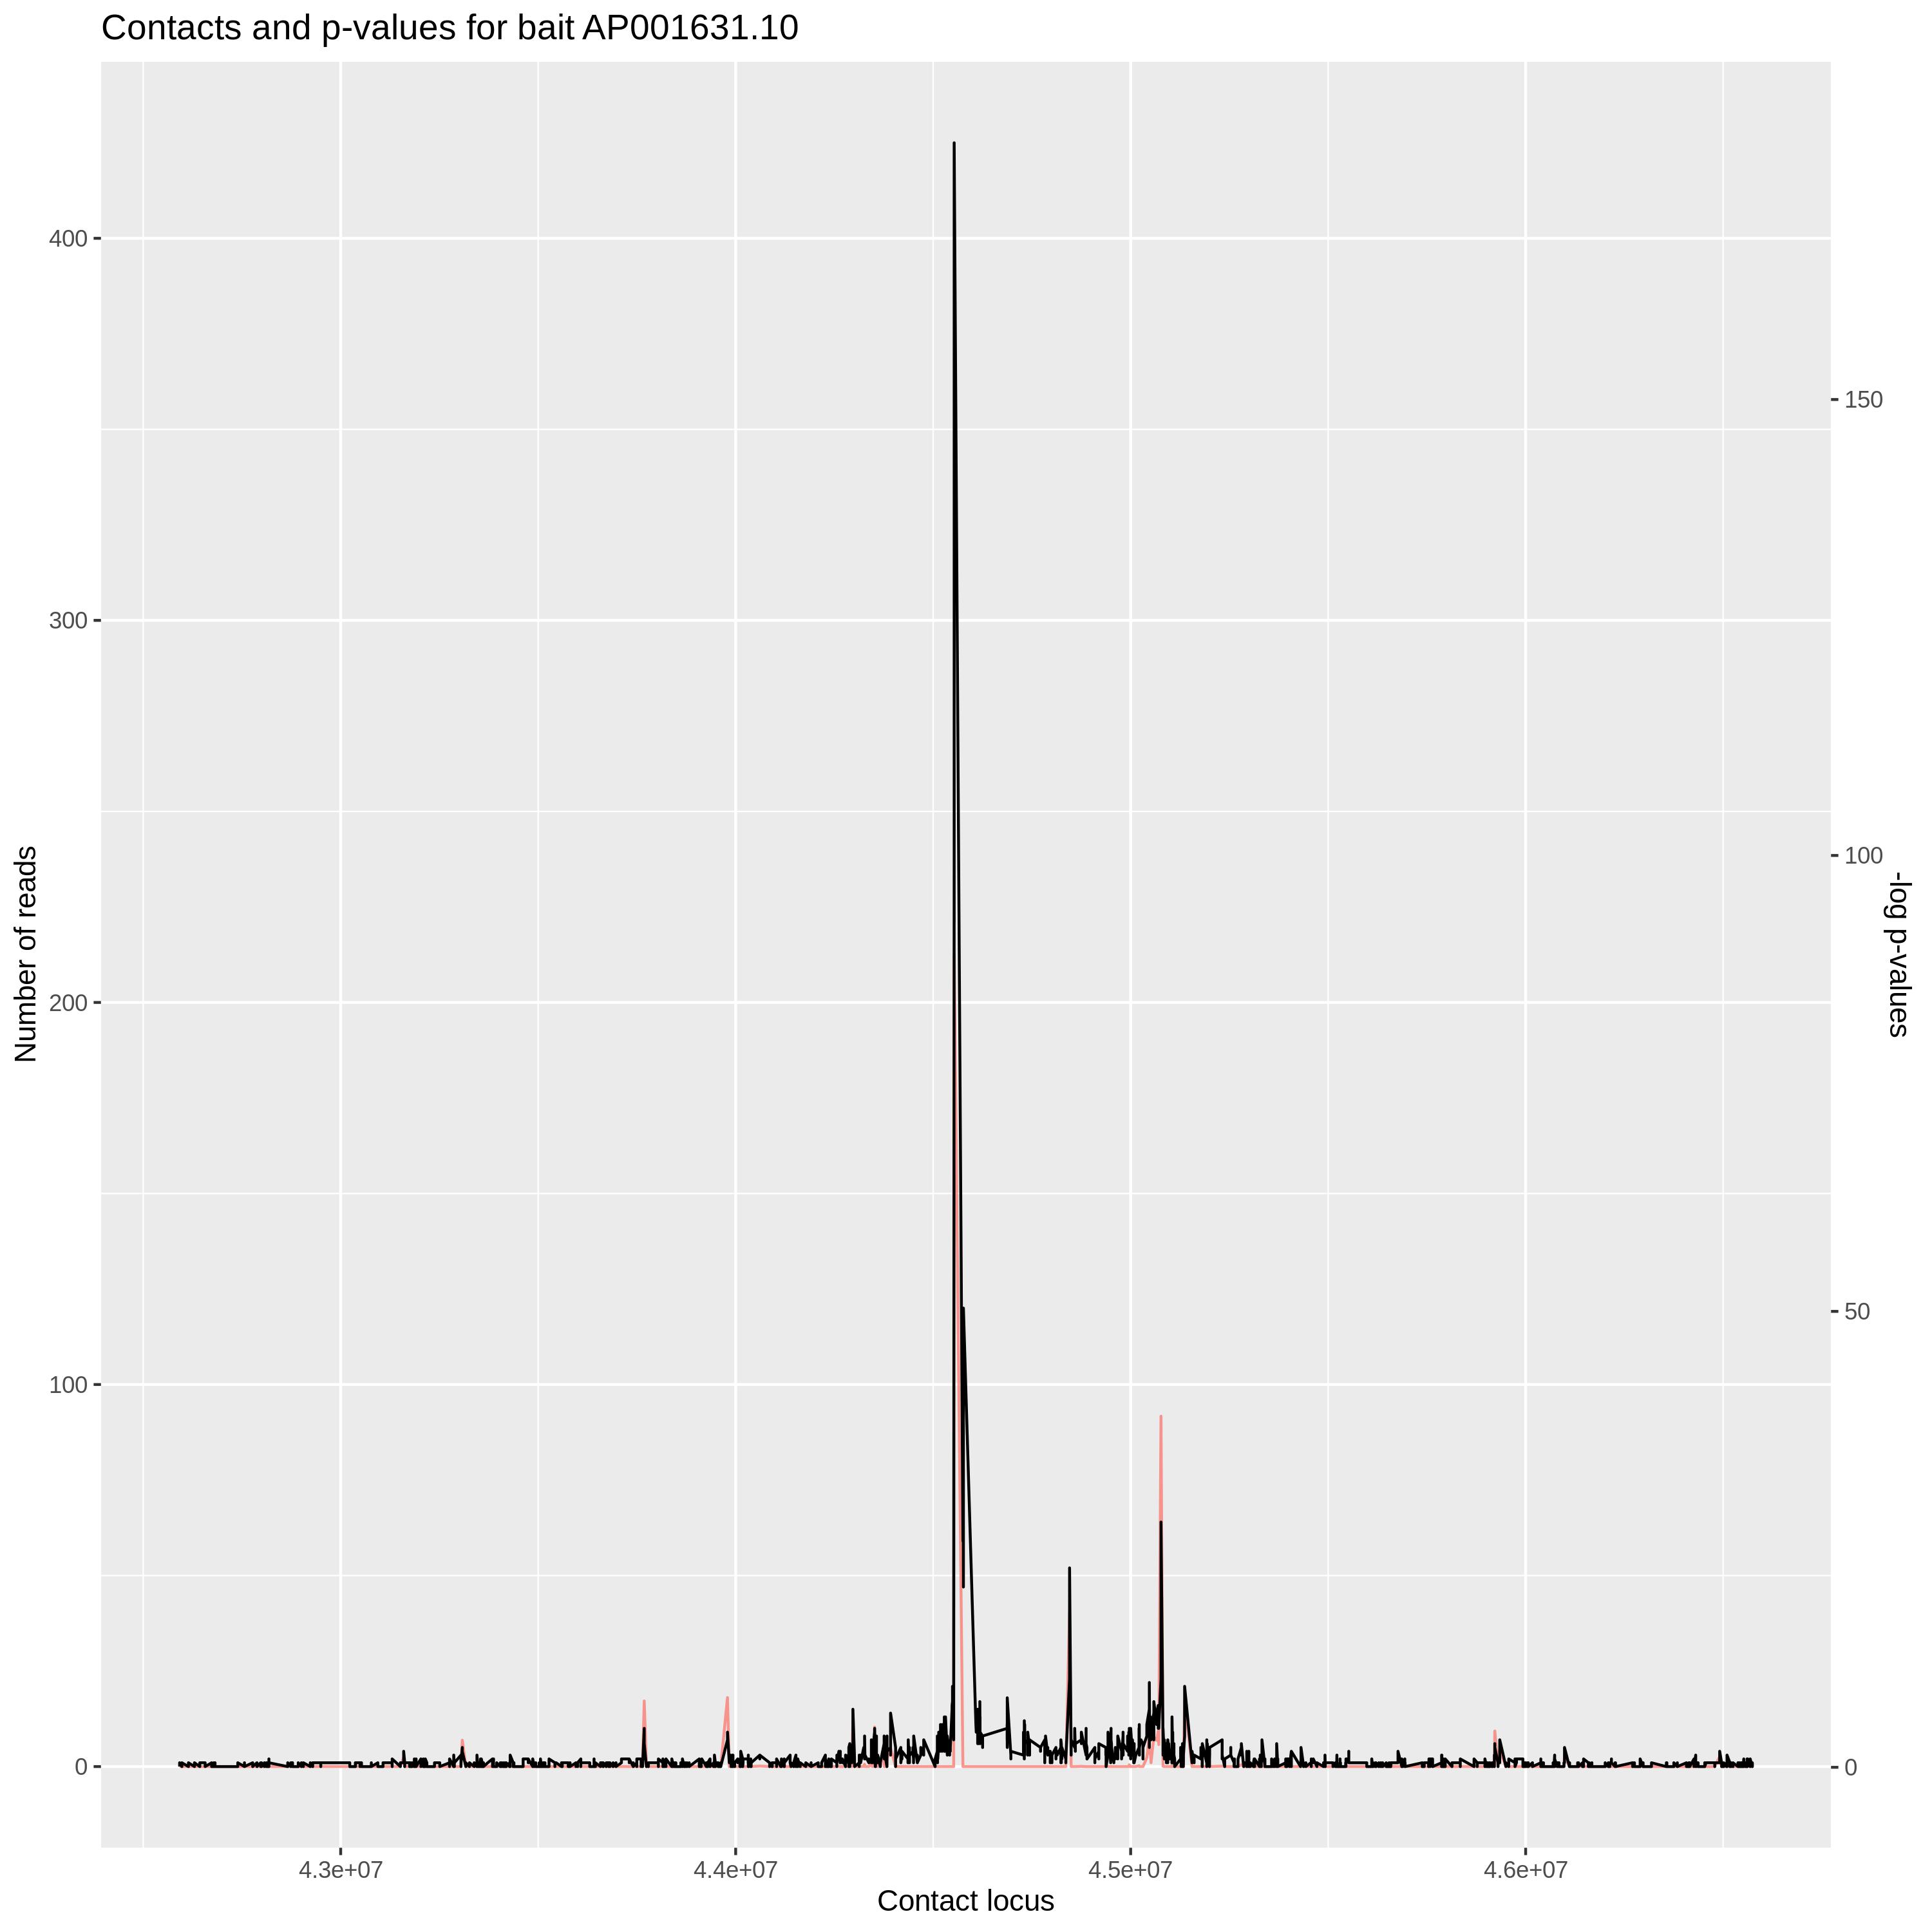 Contacts and p-values for bait AP001631.10
400
300
200
100
0
Number of reads
150
100
50
0
-log p-values
4.3e+07
4.4e+07
4.5e+07
4.6e+07
Contact locus